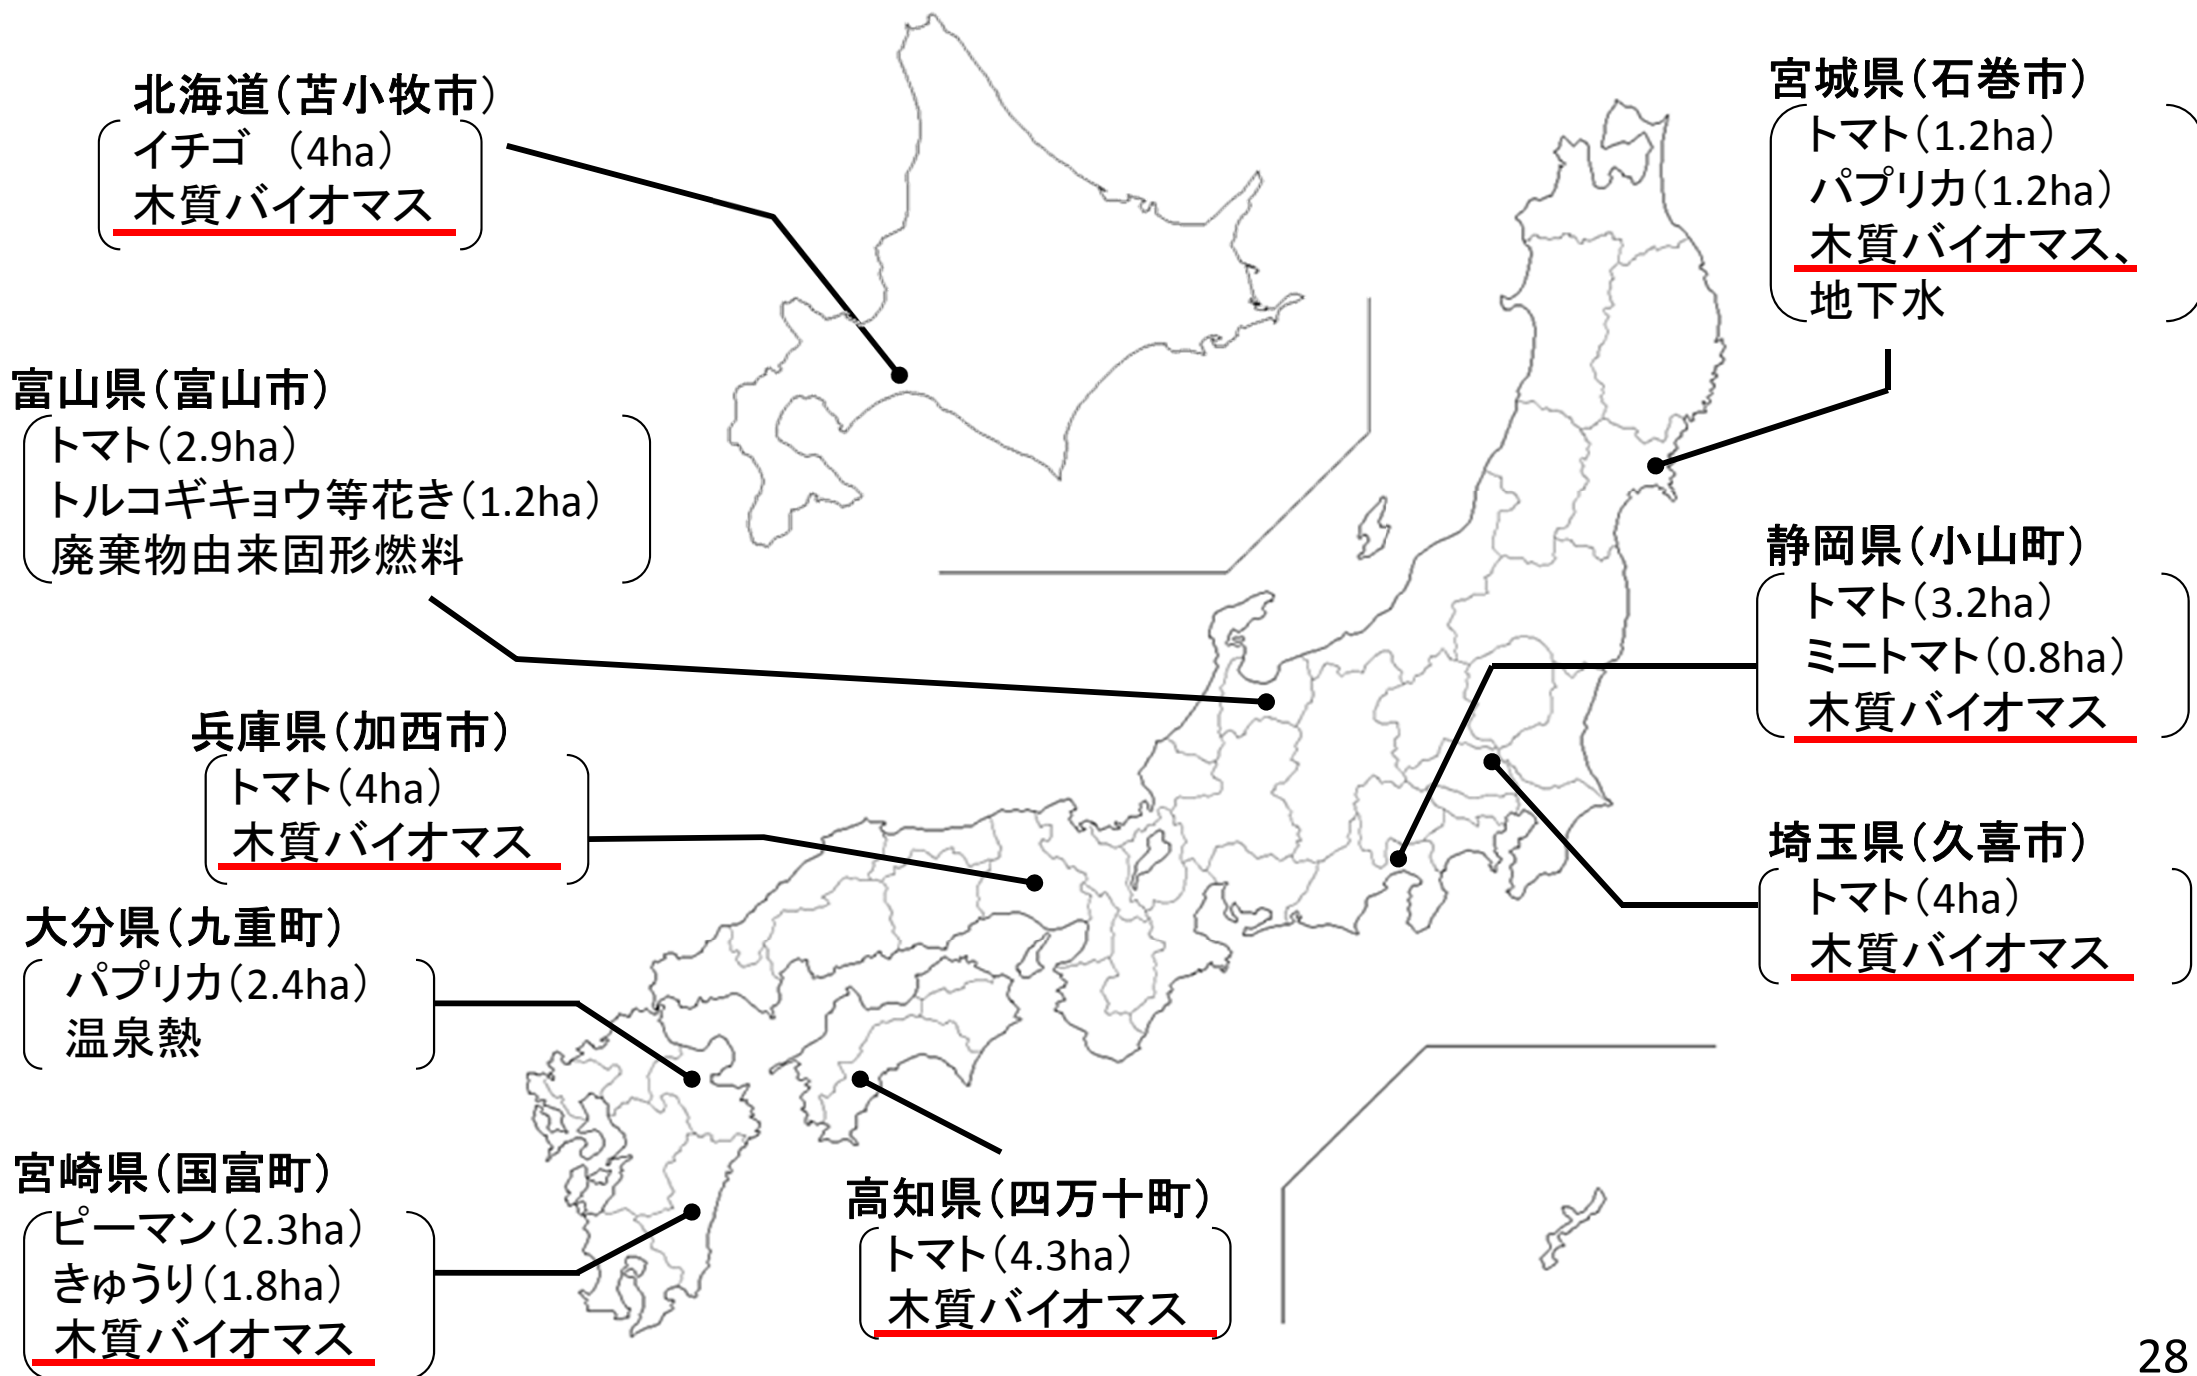 北海道（苫小牧市）
イチゴ　（4ha）
木質バイオマス
宮城県（石巻市）
トマト（1.2ha）
パプリカ（1.2ha）
木質バイオマス、
地下水
富山県（富山市）
トマト（2.9ha）
トルコギキョウ等花き（1.2ha）
廃棄物由来固形燃料
静岡県（小山町）
トマト（3.2ha）
ミニトマト（0.8ha）
木質バイオマス
兵庫県（加西市）
トマト（4ha）
木質バイオマス
埼玉県（久喜市）
トマト（4ha）
木質バイオマス
大分県（九重町）
パプリカ（2.4ha）
温泉熱
宮崎県（国富町）
ピーマン（2.3ha）
きゅうり（1.8ha）
木質バイオマス
高知県（四万十町）
トマト（4.3ha）
木質バイオマス
28